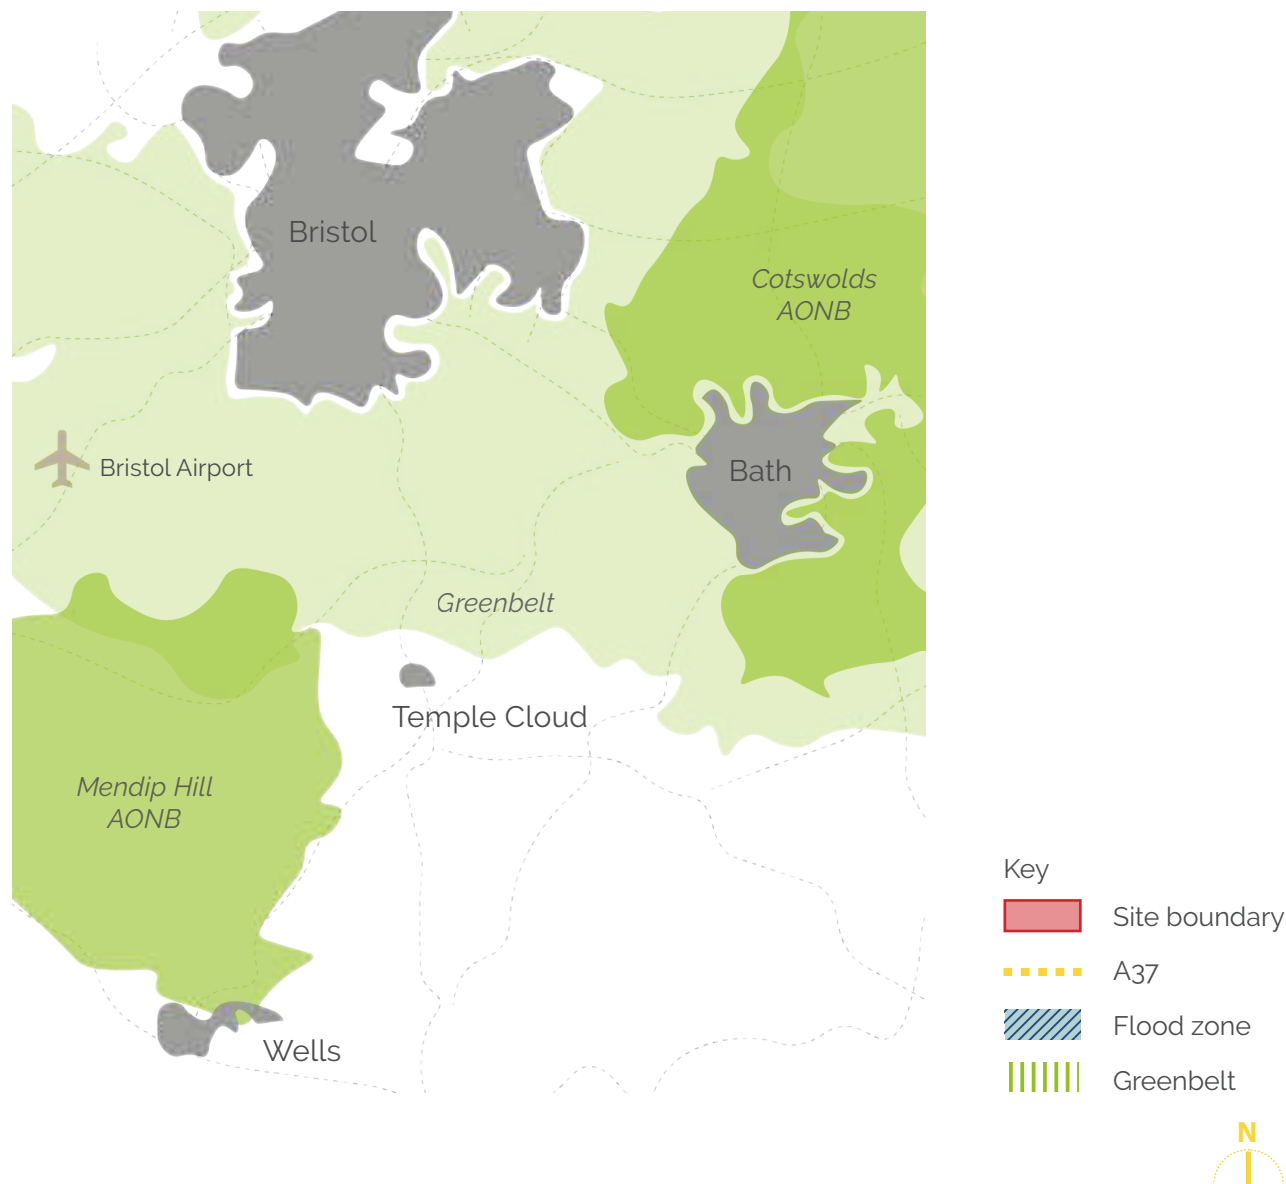 Bristol
Cotswolds
AONB
Bristol Airport
Bath
Greenbelt
Temple Cloud
Mendip Hill
AONB
Wells
Key
Site boundary
A37
Flood zone
Greenbelt
N